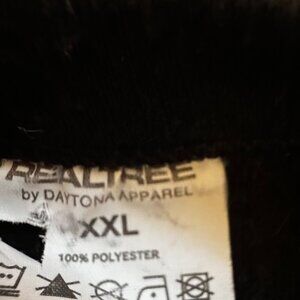 REALTREE
by DAYTONA APPAREL
XXL
100% POLYESTER